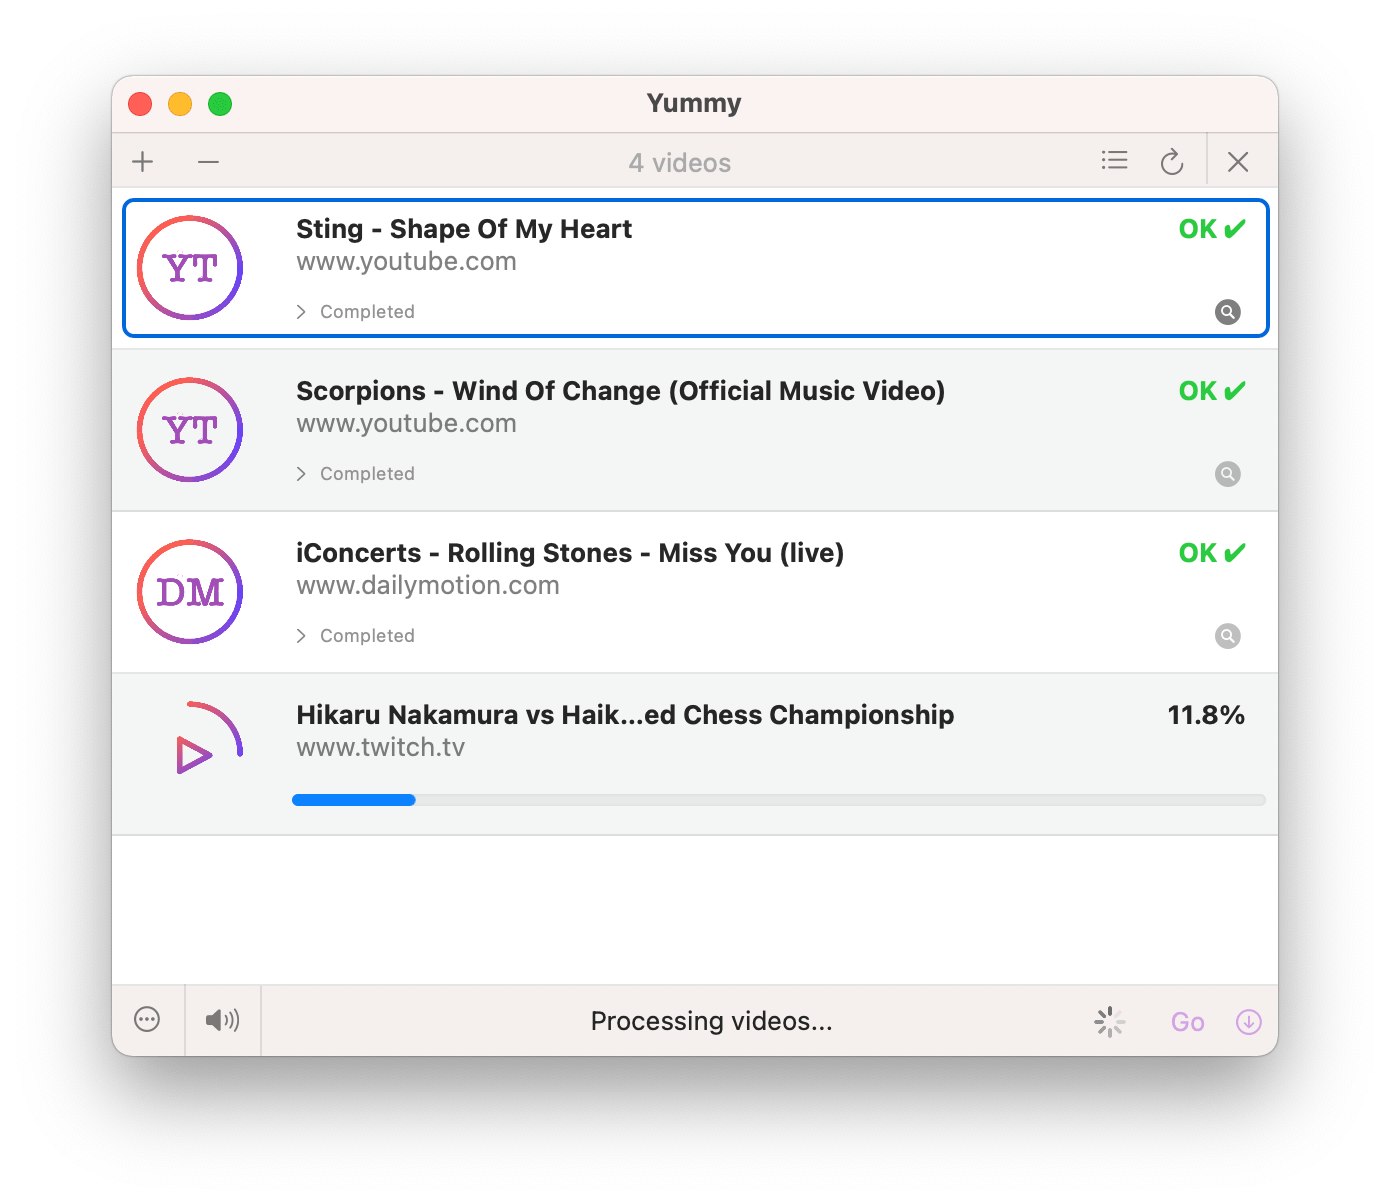 Yummy
4 videos
YT
Sting - Shape Of My Heart
OK ✔
www.youtube.com
Completed
YT
Scorpions - Wind Of Change (Official Music Video)
OK ✔
www.youtube.com
Completed
DM
iConcerts - Rolling Stones - Miss You (live)
OK ✔
www.dailymotion.com
Completed
Hikaru Nakamura vs Haik...ed Chess Championship
11.8%
www.twitch.tv
Processing videos...
Go